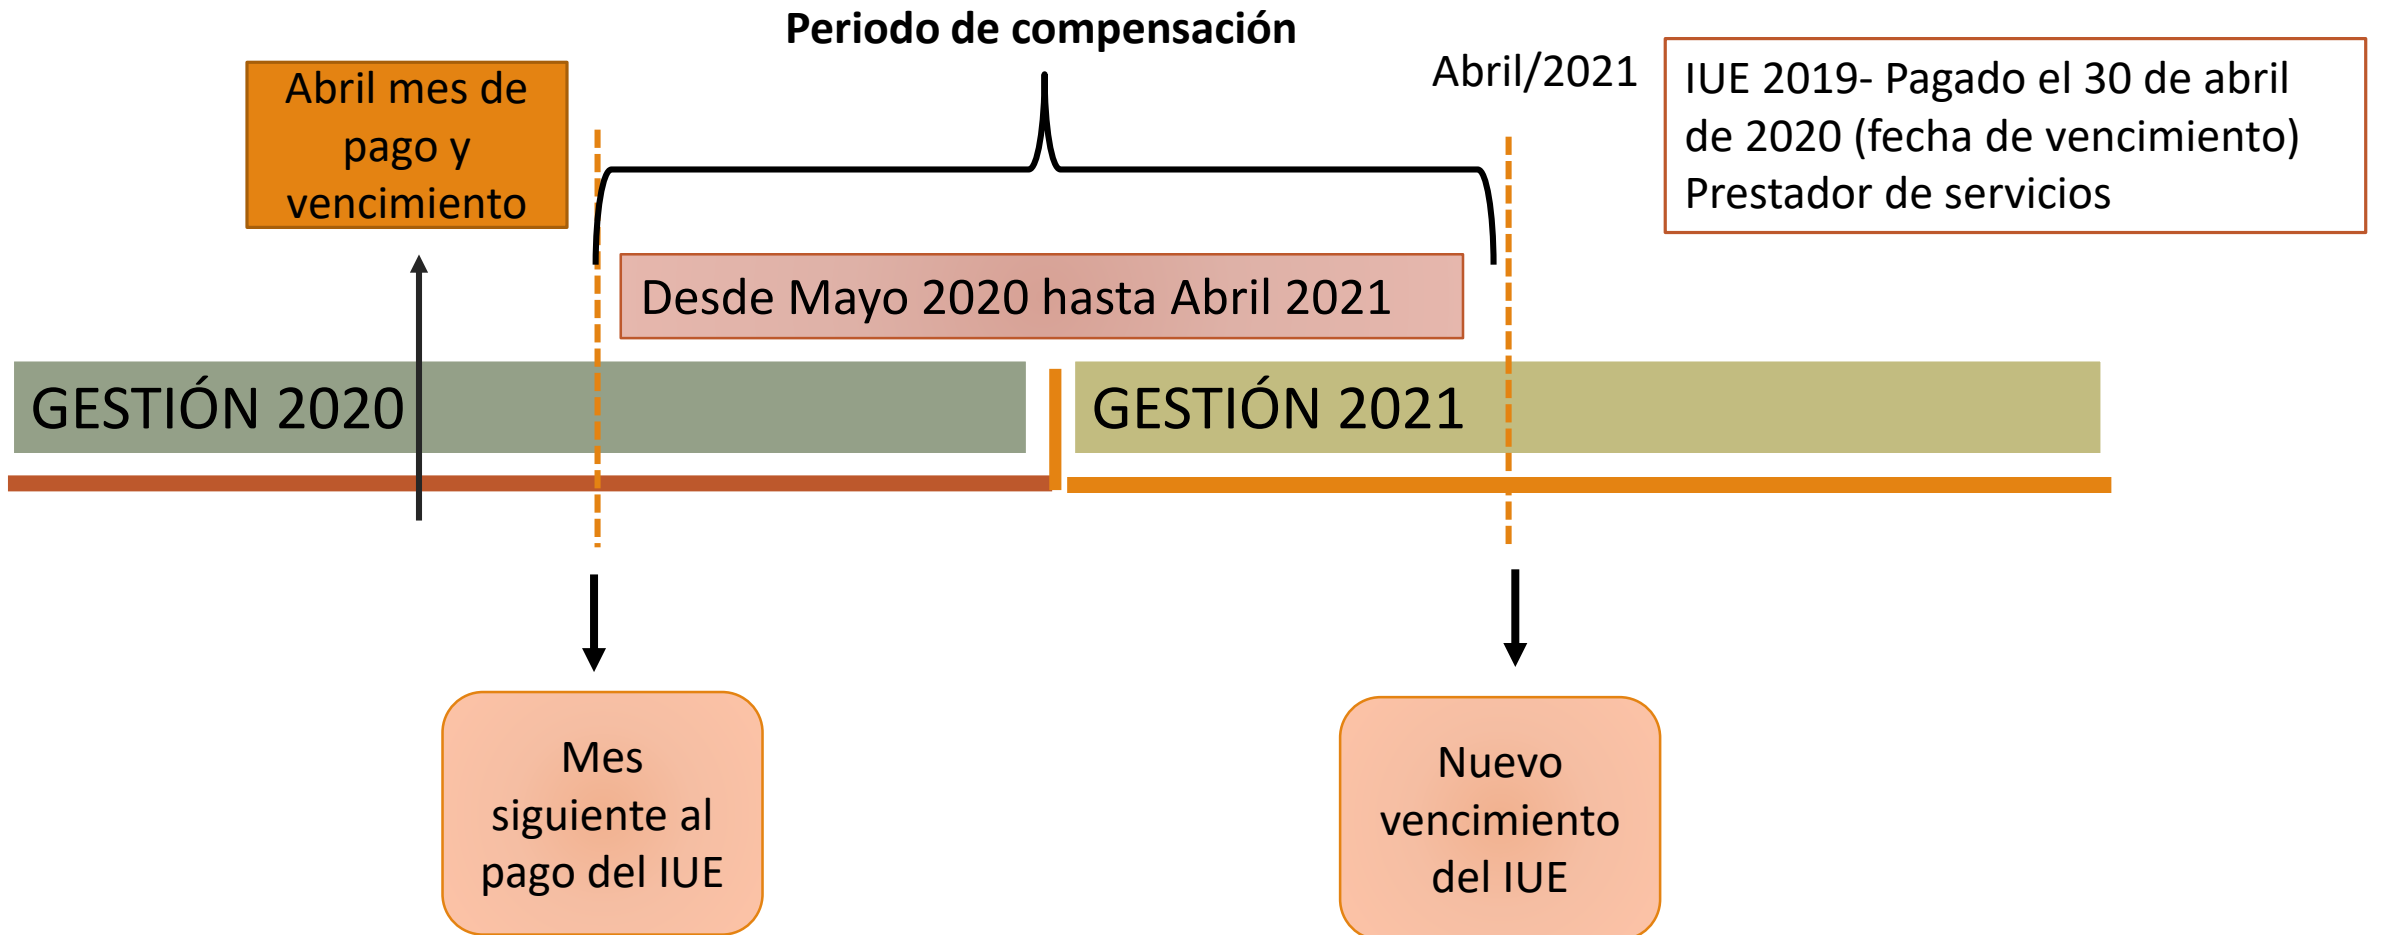 Periodo de compensación
Abril mes de
pago y
vencimiento
Abril/2021
IUE 2019- Pagado el 30 de abril
de 2020 (fecha de vencimiento)
Prestador de servicios
Desde Mayo 2020 hasta Abril 2021
GESTIÓN 2020
GESTIÓN 2021
Mes
siguiente al
pago del IUE
Nuevo
vencimiento
del IUE